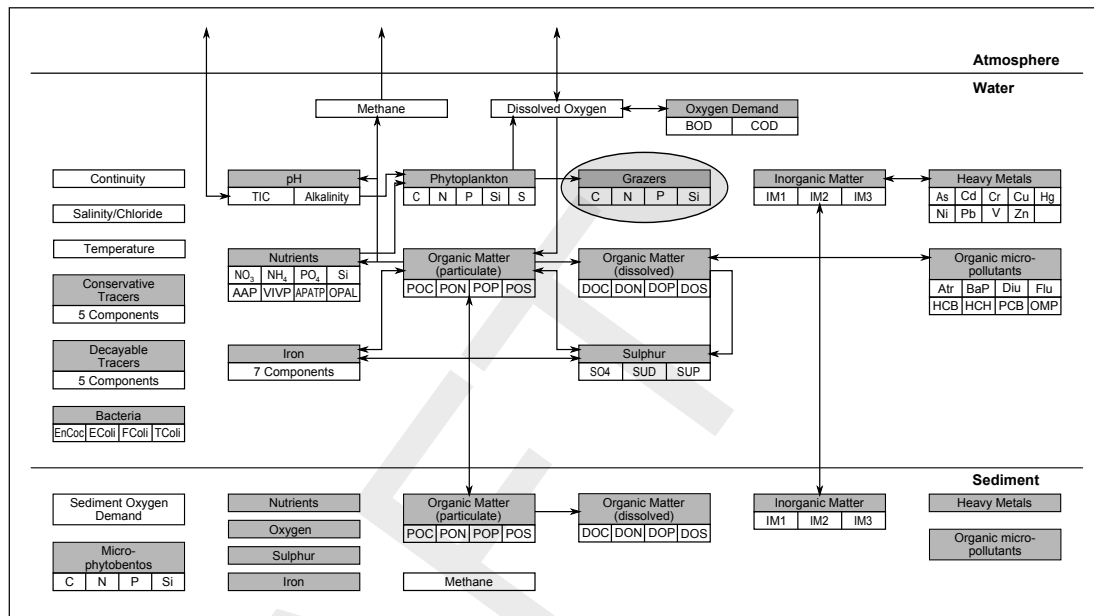 Atmosphere
Water
Methane
Dissolved Oxygen
Oxygen Demand
BOD COD
Continuity
pH
TIC Alkalinity
Phytoplankton
C N P Si S
Grazers
C N P Si
Inorganic Matter
IM1 IM2 IM3
Heavy Metals
As Cd Cr Cu Hg
Ni Pb V Zn
Salinity/Chloride
Temperature
Nutrients
NO3 NH4 PO4 Si
AAP VIVP APATP OPAL
Organic Matter
(particulate)
POC PON POP POS
Organic Matter
(dissolved)
DOC DON DOP DOS
Organic micro-
pollutants
Atr BaP Diu Flu
HCB HCH PCB OMP
Conservative
Tracers
5 Components
Decayable
Tracers
5 Components
Iron
7 Components
Sulphur
SO4 SUD SUP
Bacteria
EnCoc EColi FColi TColi
Sediment
Sediment Oxygen
Demand
Nutrients
Oxygen
Sulphur
Iron
Organic Matter
(particulate)
POC PON POP POS
Organic Matter
(dissolved)
DOC DON DOP DOS
Inorganic Matter
IM1 IM2 IM3
Heavy Metals
Organic micro-
pollutants
Micro-
phytobentos
C N P Si
Methane